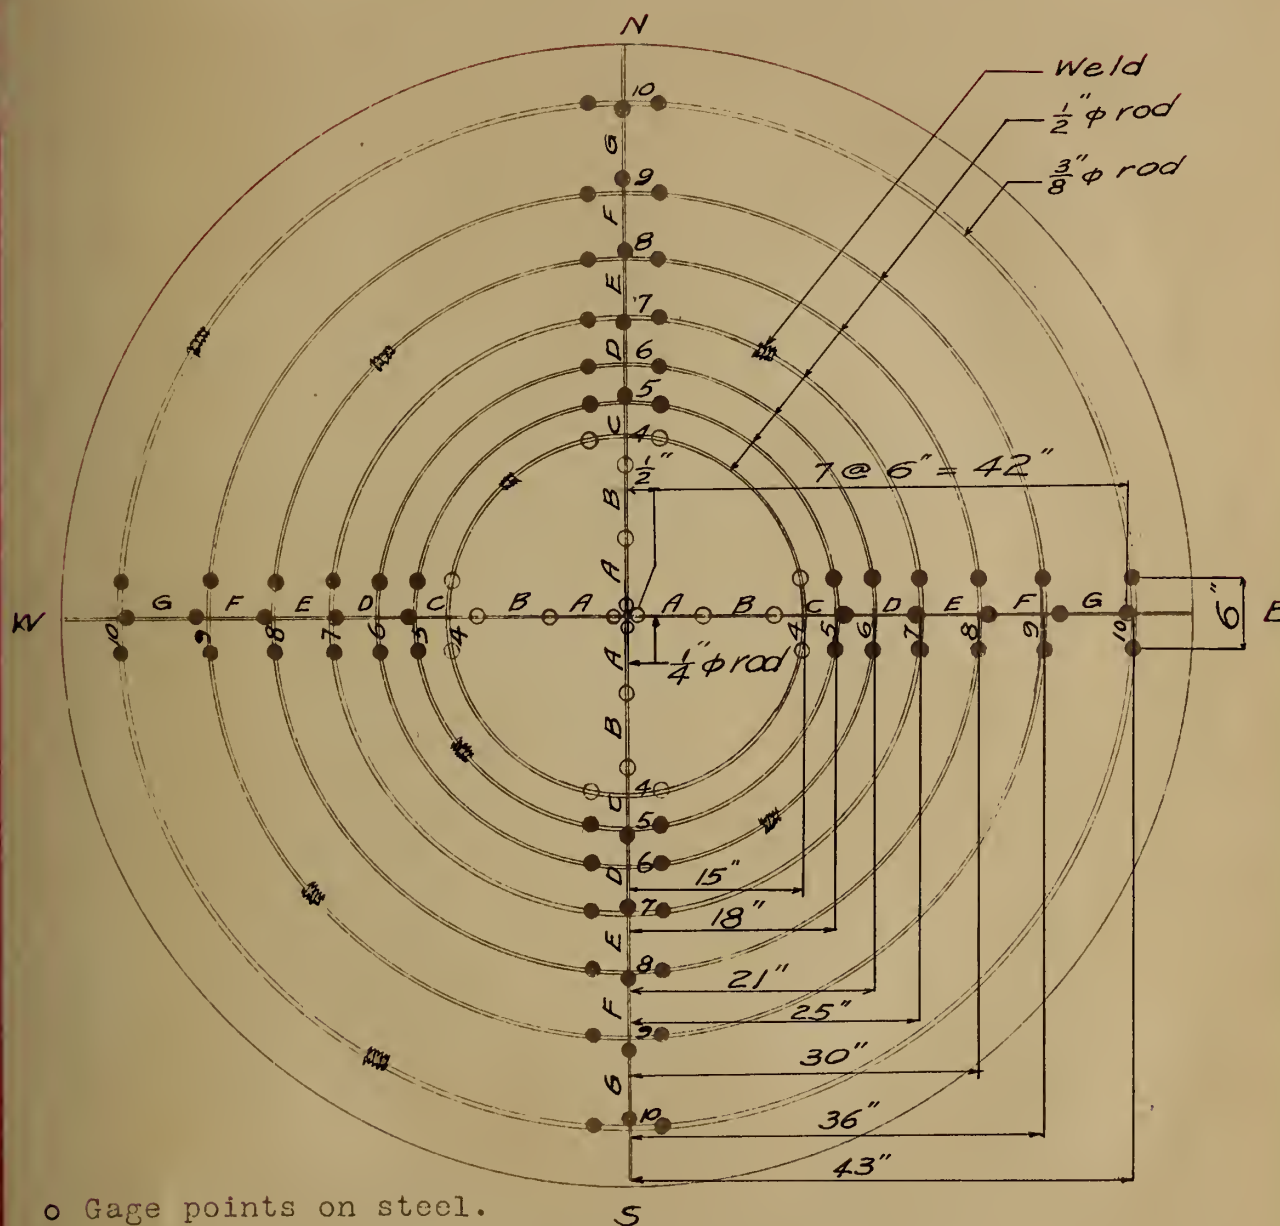 N
Weld
1/2"ϕ rod
3/8"ϕ rod
10
G
9
F
8
E
7
D
6
5
C
4
1/2"
7 @ 6" = 42"
B
A
W
G F E D C B A A B C D E F G
E
10 9 8 7 6 5 4 4 5 6 7 8 9 10
6"
A
1/4"ϕ rod
B
4
C
5
6
D
15"
7
18"
E
8
21"
F
25"
9
30"
G
10
36"
43"
S
o Gage points on steel.